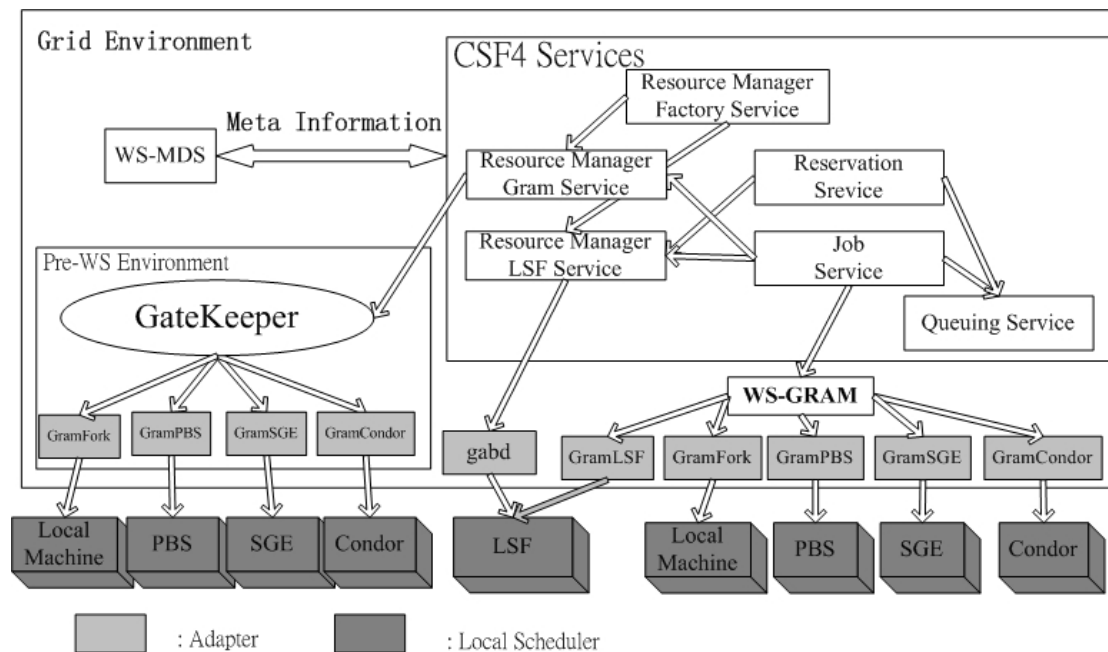 Grid Environment
CSF4 Services
Resource Manager
Factory Service
Meta Information
WS-MDS
Resource Manager
Gram Service
Reservation
Srevice
Resource Manager
LSF Service
Job
Service
Pre-WS Environment
GateKeeper
Queuing Service
WS-GRAM
GramFork
GramPBS
GramSGE
GramCondor
gabd
GramLSF
GramFork
GramPBS
GramSGE
GramCondor
Local
Machine
PBS
SGE
Condor
LSF
Local
Machine
PBS
SGE
Condor
: Adapter
: Local Scheduler